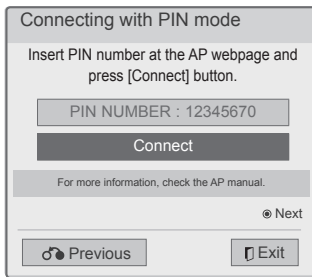 Connecting with PIN mode
Insert PIN number at the AP webpage and
press [Connect] button.
PIN NUMBER : 12345670
Connect
For more information, check the AP manual.
Next
Previous
Exit